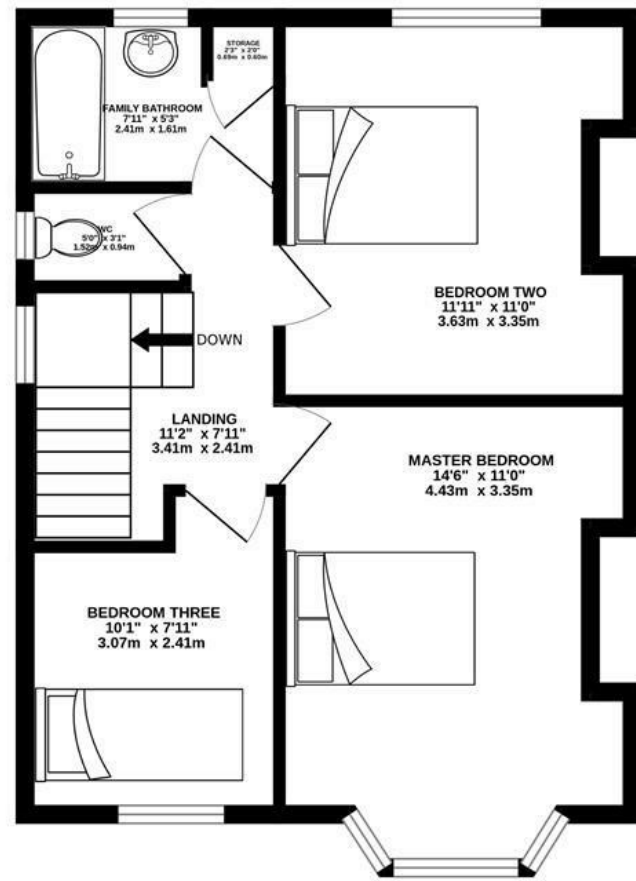 STORAGE
2'3" x 2'0"
0.69m x 0.60m
FAMILY BATHROOM
7'11" x 5'3"
2.41m x 1.61m
WC
5'0" x 3'1"
1.52m x 0.94m
BEDROOM TWO
11'11" x 11'0"
3.63m x 3.35m
DOWN
LANDING
11'2" x 7'11"
3.41m x 2.41m
MASTER BEDROOM
14'6" x 11'0"
4.43m x 3.35m
BEDROOM THREE
10'1" x 7'11"
3.07m x 2.41m